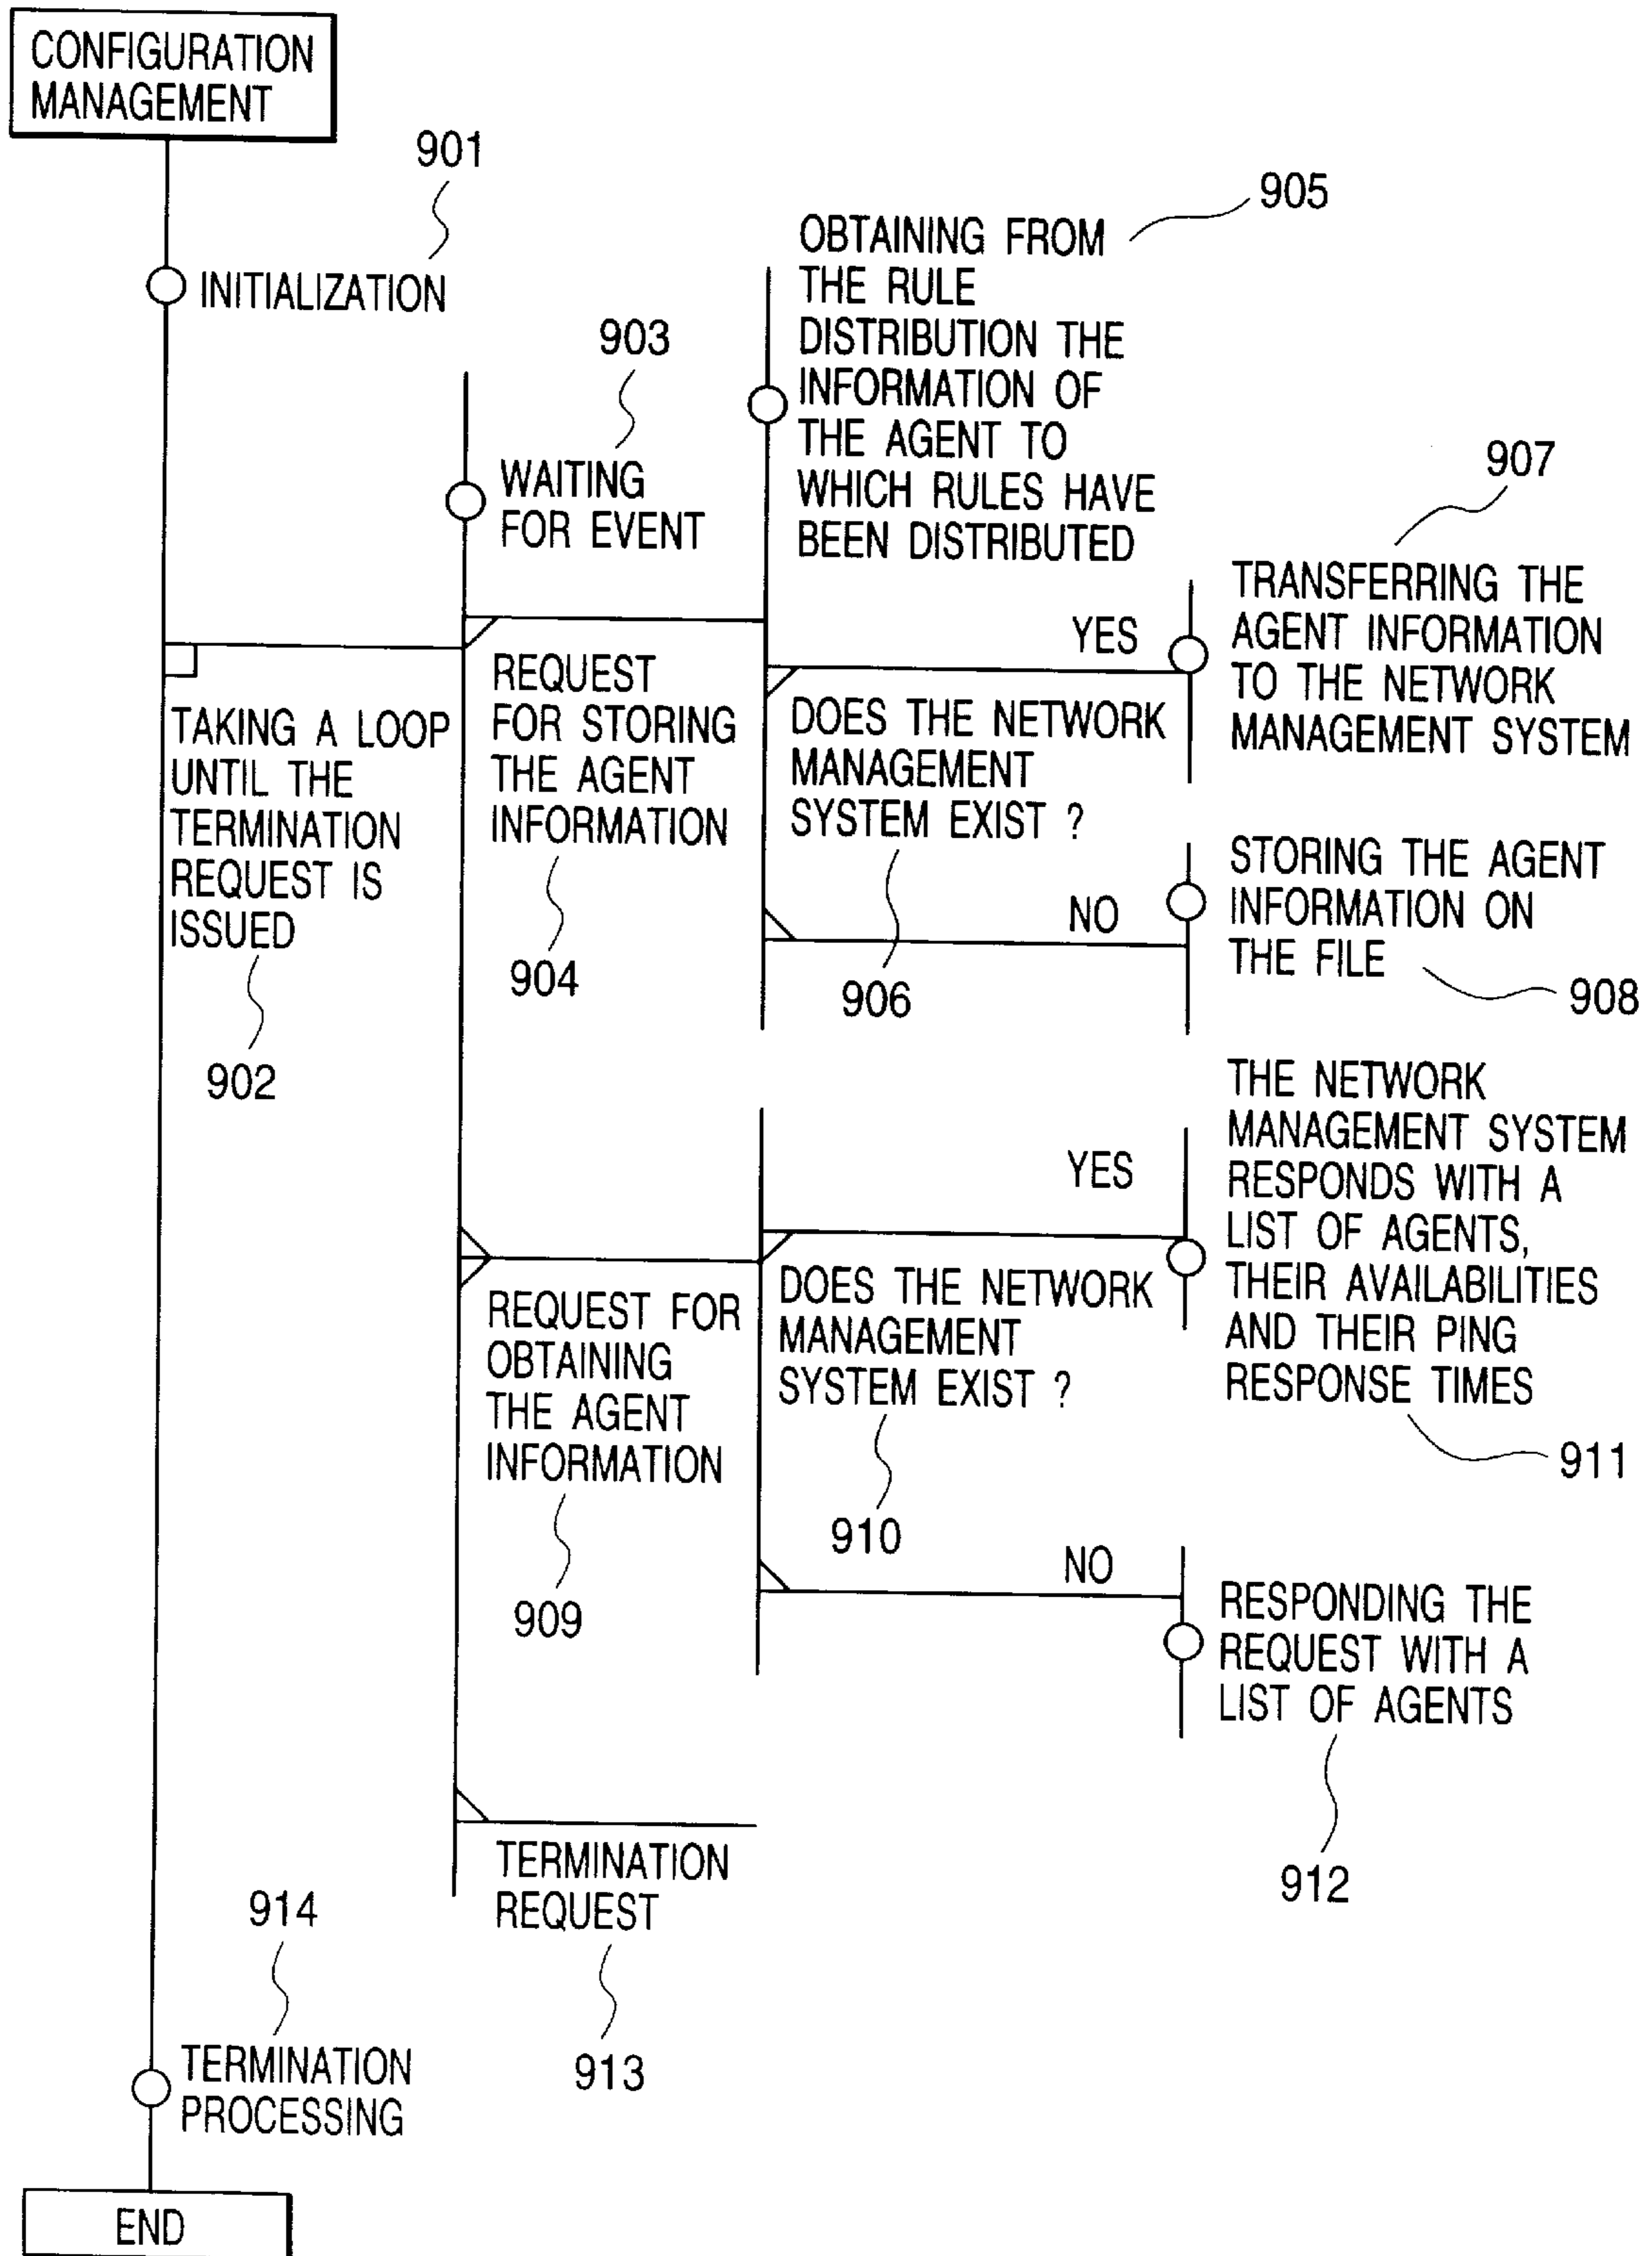 CONFIGURATION
MANAGEMENT
901
INITIALIZATION
905
OBTAINING FROM
THE RULE
DISTRIBUTION THE
INFORMATION OF
THE AGENT TO
WHICH RULES HAVE
BEEN DISTRIBUTED
903
WAITING
FOR EVENT
907
TRANSFERRING THE
AGENT INFORMATION
TO THE NETWORK
MANAGEMENT SYSTEM
YES
TAKING A LOOP
UNTIL THE
TERMINATION
REQUEST IS
ISSUED
902
REQUEST
FOR STORING
THE AGENT
INFORMATION
904
DOES THE NETWORK
MANAGEMENT
SYSTEM EXIST ?
906
NO
STORING THE AGENT
INFORMATION ON
THE FILE
908
YES
THE NETWORK
MANAGEMENT SYSTEM
RESPONDS WITH A
LIST OF AGENTS,
THEIR AVAILABILITIES
AND THEIR PING
RESPONSE TIMES
911
REQUEST FOR
OBTAINING
THE AGENT
INFORMATION
909
DOES THE NETWORK
MANAGEMENT
SYSTEM EXIST ?
910
NO
RESPONDING THE
REQUEST WITH A
LIST OF AGENTS
912
TERMINATION
REQUEST
913
914
TERMINATION
PROCESSING
END